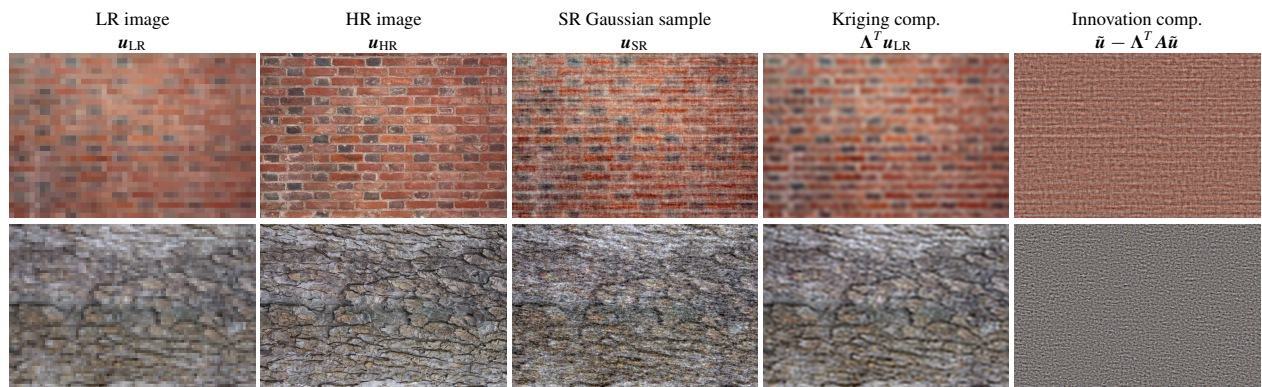 LR image
HR image
SR Gaussian sample
Kriging comp.
Innovation comp.
u_LR
u_HR
u_SR
Λ^T u_LR
ũ − Λ^T Aũ